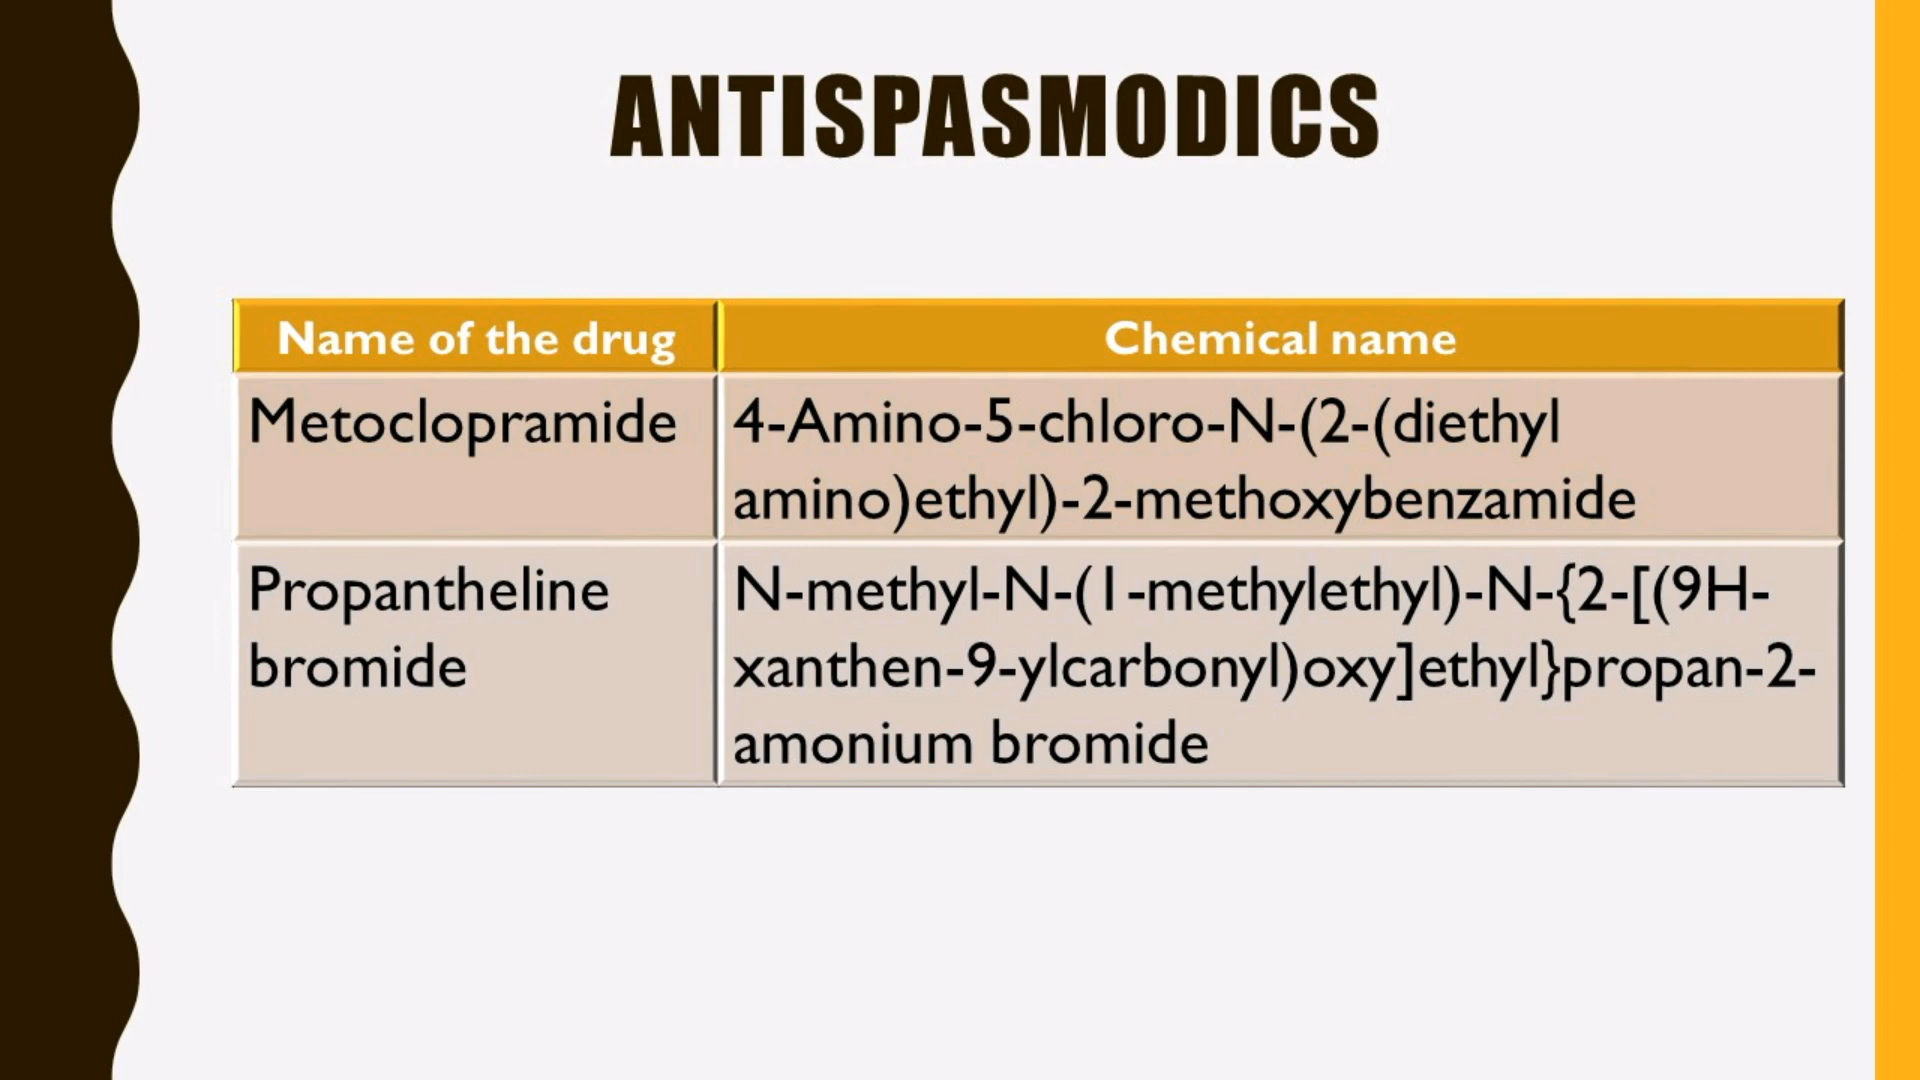 ANTISPASMODICS
Name of the drug
Chemical name
Metoclopramide
4-Amino-5-chloro-N-(2-(diethyl
amino)ethyl)-2-methoxybenzamide
Propantheline
bromide
N-methyl-N-(1-methylethyl)-N-{2-[(9H-
xanthen-9-ylcarbonyl)oxy]ethyl}propan-2-
amonium bromide